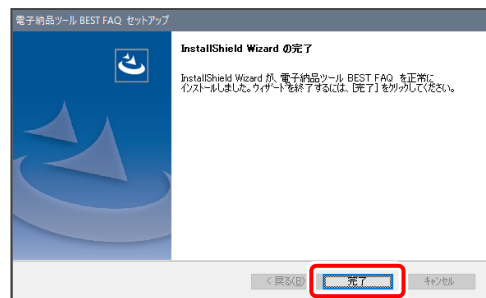 電子納品ツール BEST FAQ セットアップ
InstallShield Wizard の完了
InstallShield Wizard が、電子納品ツール BEST FAQ を正常に
インストールしました。ウィザードを終了するには、[完了] をクリックしてください。
< 戻る(B)
完了
キャンセル